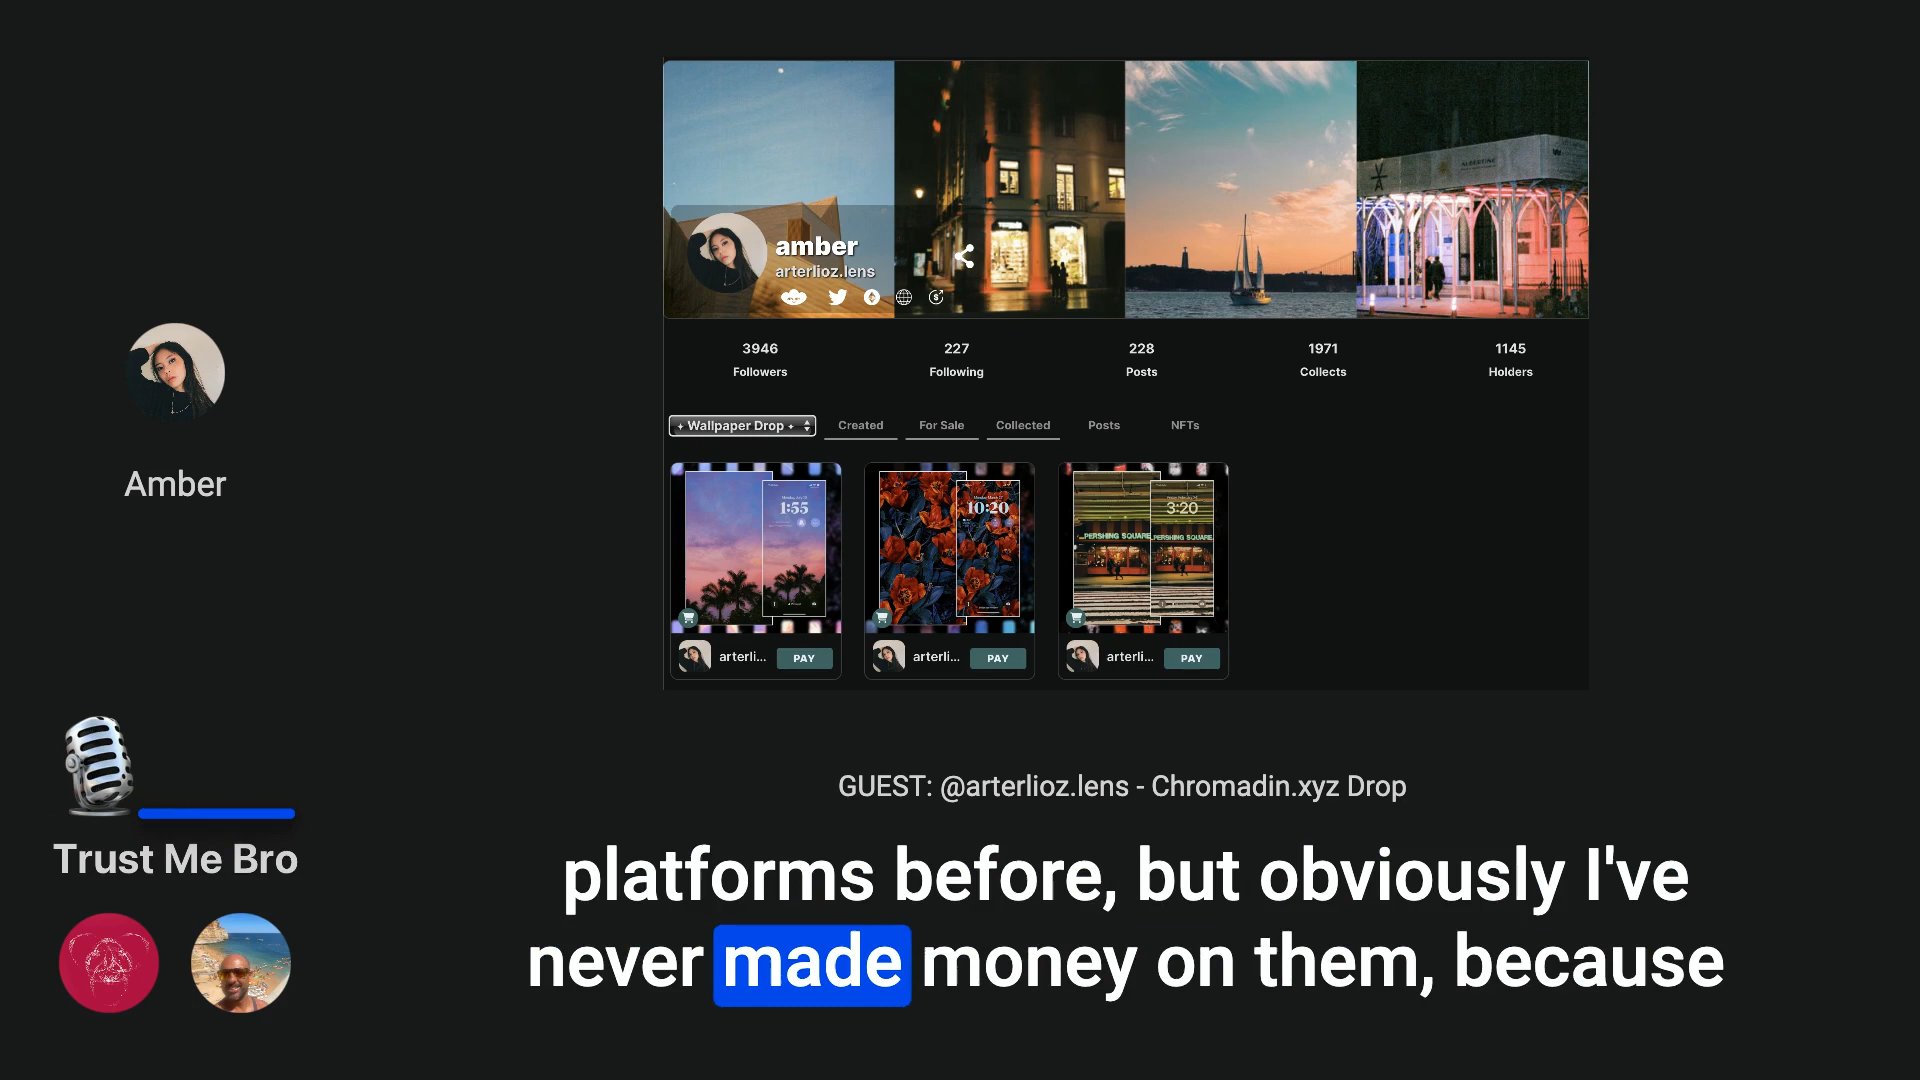 amber
arterlioz.lens
3946
Followers
227
Following
228
Posts
1971
Collects
1145
Holders
Wallpaper Drop
Created
For Sale
Collected
Posts
NFTs
1:55
10:20
3:20
PERSHING SQUARE
PERSHING SQUARE
arterli...
PAY
arterli...
PAY
arterli...
PAY
Amber
Trust Me Bro
GUEST: @arterlioz.lens - Chromadin.xyz Drop
platforms before, but obviously I've
never made money on them, because